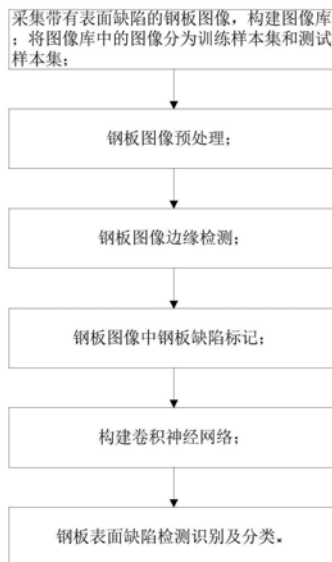 采集带有表面缺陷的钢板图像，构建图像库
；将图像库中的图像分为训练样本集和测试
样本集；
钢板图像预处理；
钢板图像边缘检测；
钢板图像中钢板缺陷标记；
构建卷积神经网络；
钢板表面缺陷检测识别及分类。